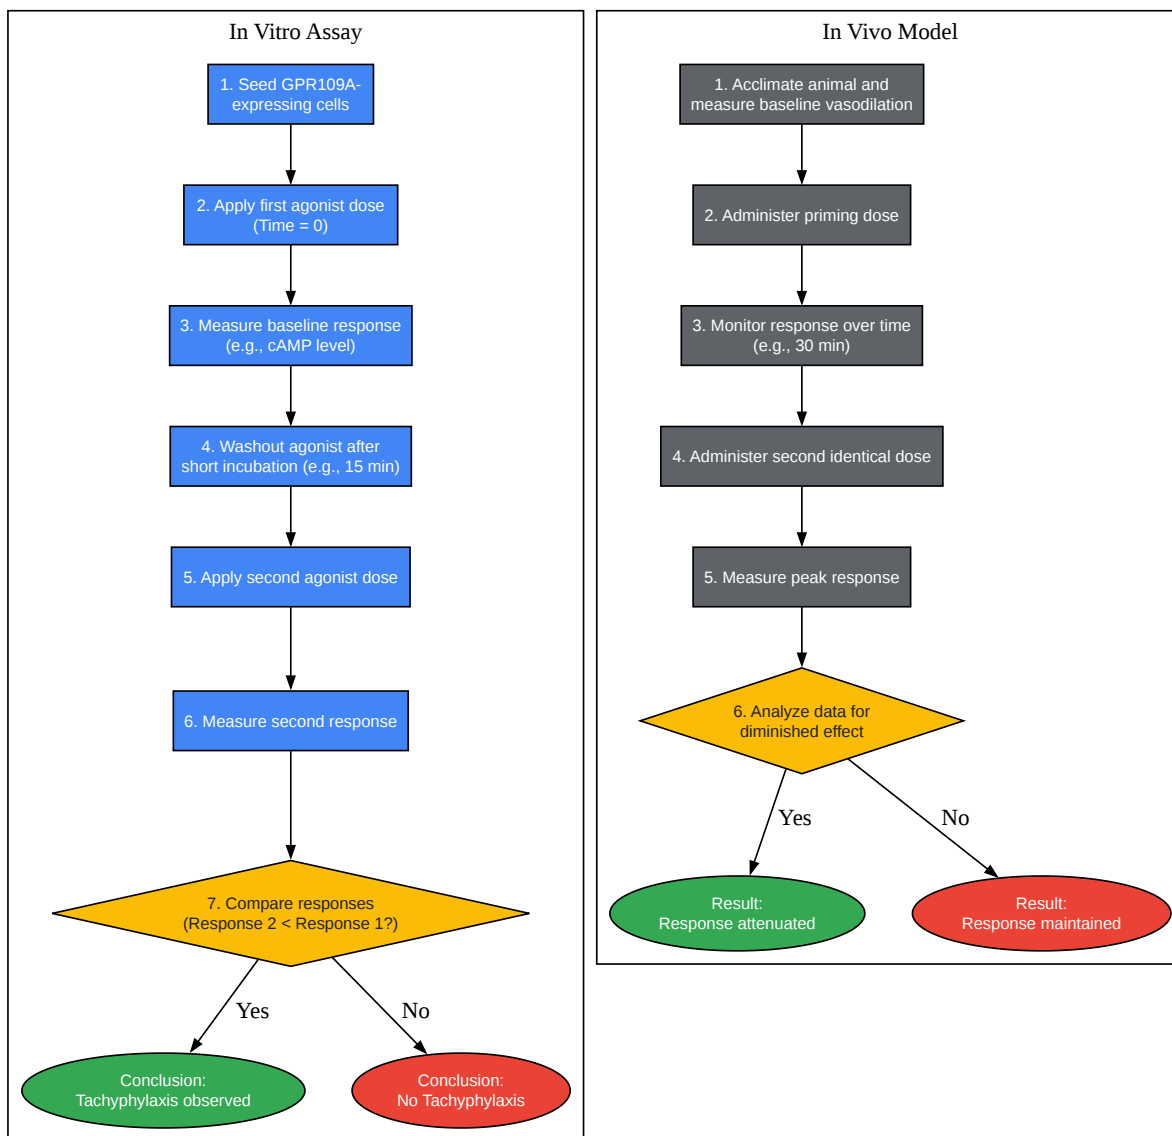 In Vitro Assay
1. Seed GPR109A-
expressing cells
2. Apply first agonist dose
(Time = 0)
3. Measure baseline response
(e.g., cAMP level)
4. Washout agonist after
short incubation (e.g., 15 min)
5. Apply second agonist dose
6. Measure second response
7. Compare responses
(Response 2 < Response 1?)
Yes
No
Conclusion:
Tachyphylaxis observed
Conclusion:
No Tachyphylaxis
In Vivo Model
1. Acclimate animal and
measure baseline vasodilation
2. Administer priming dose
3. Monitor response over time
(e.g., 30 min)
4. Administer second identical dose
5. Measure peak response
6. Analyze data for
diminished effect
Yes
No
Result:
Response attenuated
Result:
Response maintained